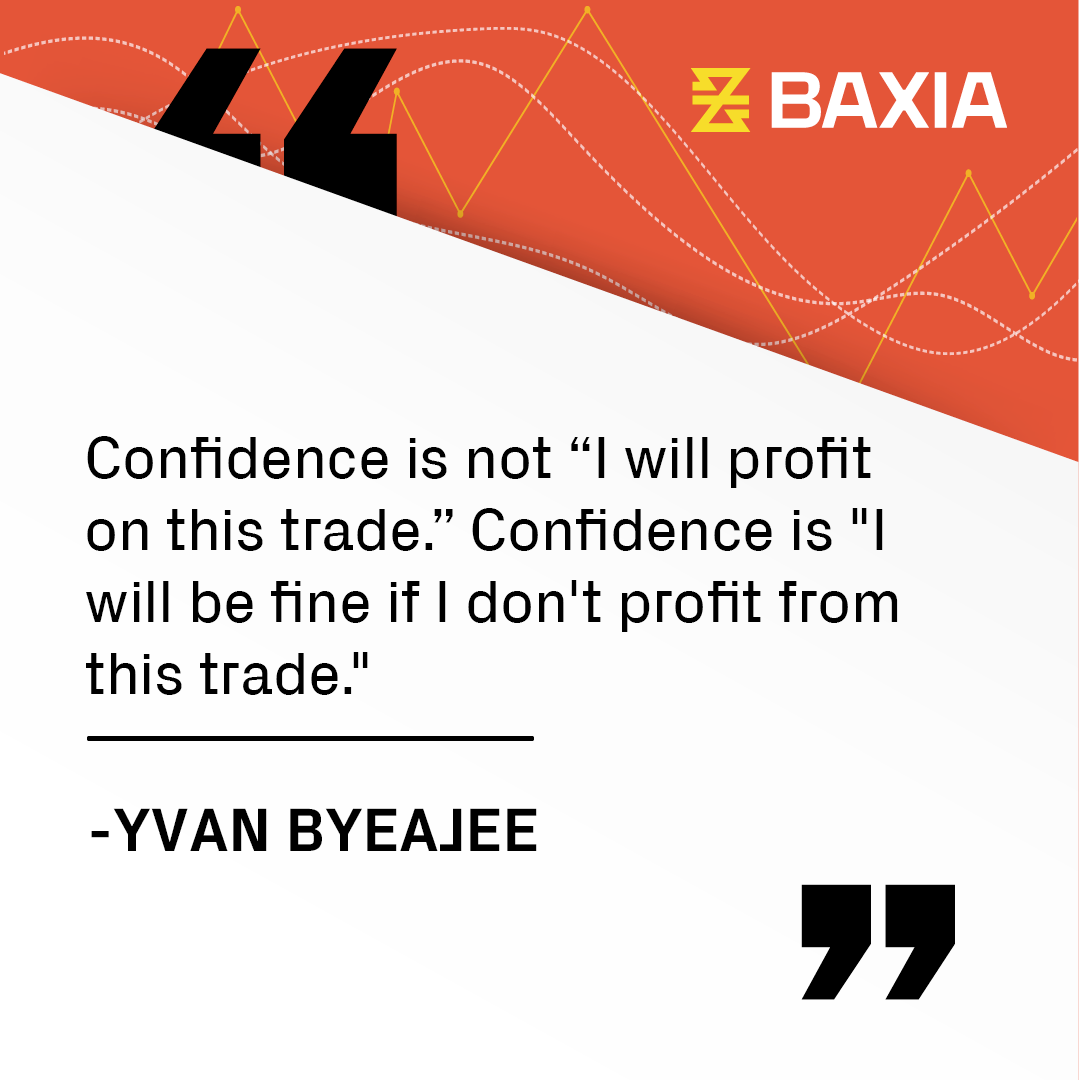 BAXIA
Confidence is not “I will profit
on this trade.” Confidence is "I
will be fine if I don't profit from
this trade."
-YVAN BYEAJEE